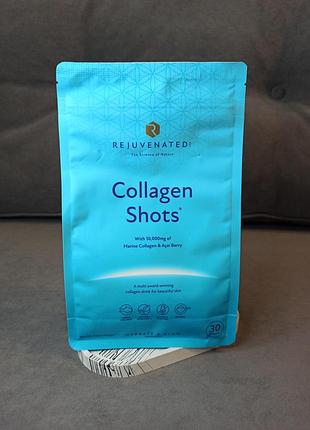 REJUVENATED
The Science of Nature
Collagen
Shots
With 10,000mg of
Marine Collagen & Açai Berry
A multi award-winning
collagen drink for beautiful skin
30
HYDRATE & GLOW